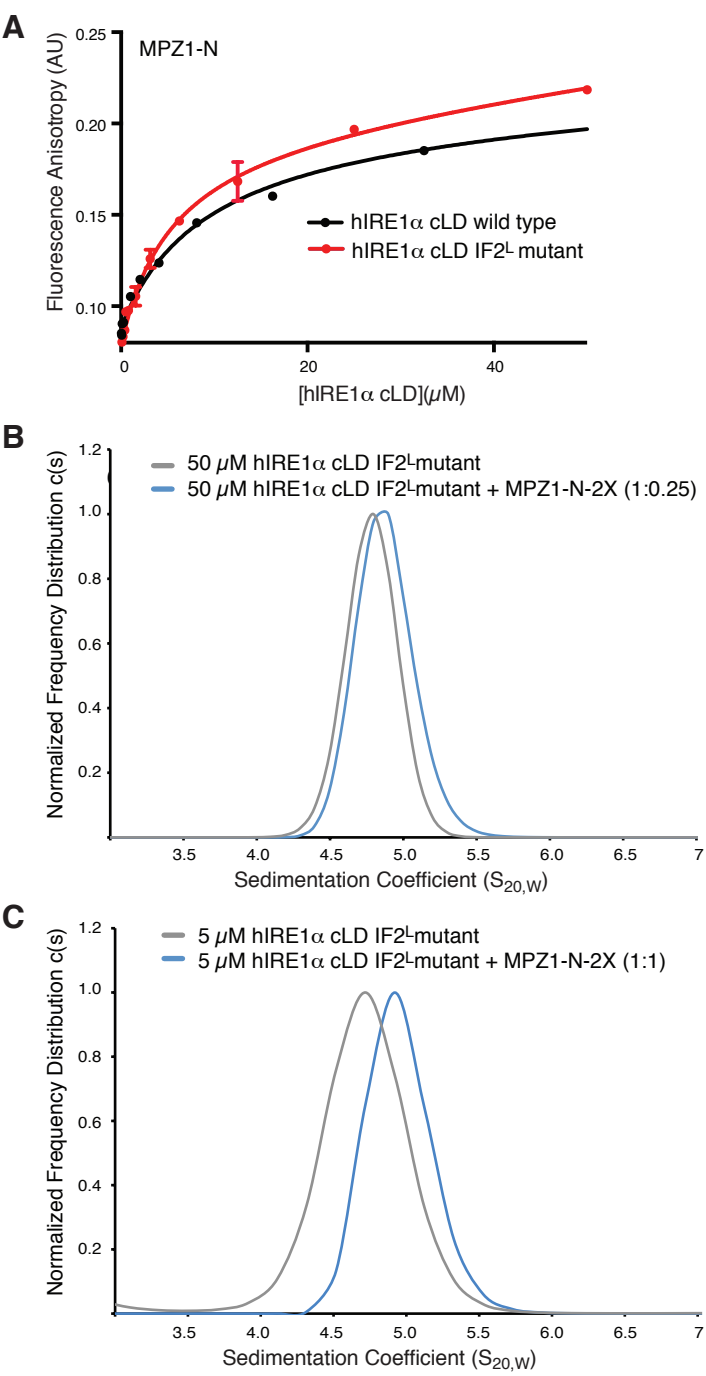 A
MPZ1-N
Fluorescence Anisotropy (AU)
0.25
0.20
0.15
0.10
hIRE1α cLD wild type
hIRE1α cLD IF2ᴸ mutant
0 20 40
[hIRE1α cLD](µM)
B
50 µM hIRE1α cLD IF2ᴸmutant
50 µM hIRE1α cLD IF2ᴸmutant + MPZ1-N-2X (1:0.25)
Normalized Frequency Distribution c(s)
1.2
1.0
0.8
0.6
0.4
0.2
3.5 4.0 4.5 5.0 5.5 6.0 6.5 7
Sedimentation Coefficient (S₂₀,W)
C
5 µM hIRE1α cLD IF2ᴸmutant
5 µM hIRE1α cLD IF2ᴸmutant + MPZ1-N-2X (1:1)
Normalized Frequency Distribution c(s)
1.2
1.0
0.8
0.6
0.4
0.2
3.5 4.0 4.5 5.0 5.5 6.0 6.5 7
Sedimentation Coefficient (S₂₀,W)